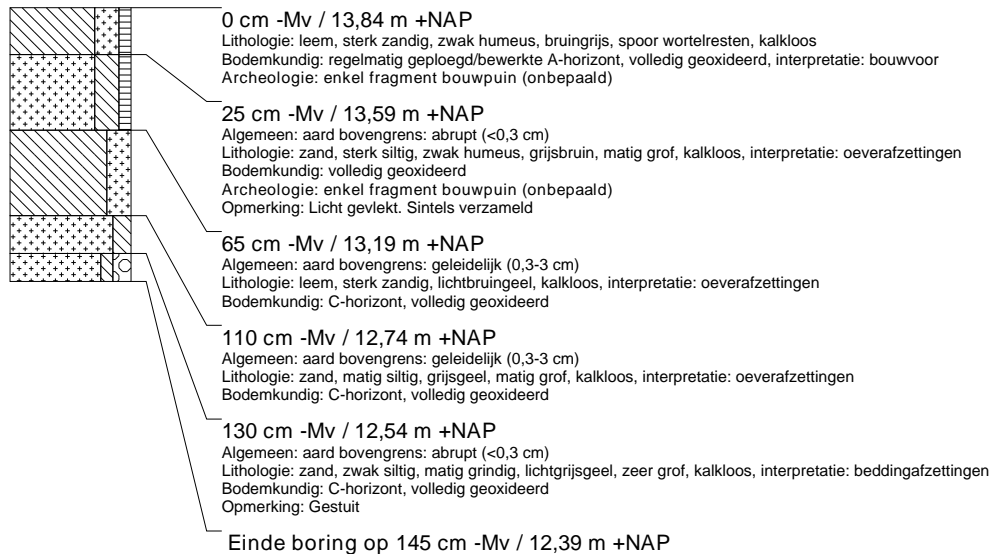 0 cm -Mv / 13,84 m +NAP
Lithologie: leem, sterk zandig, zwak humeus, bruingrijs, spoor wortelresten, kalkloos
Bodemkundig: regelmatig geploegd/bewerkte A-horizont, volledig geoxideerd, interpretatie: bouwvoor
Archeologie: enkel fragment bouwpuin (onbepaald)
25 cm -Mv / 13,59 m +NAP
Algemeen: aard bovengrens: abrupt (<0,3 cm)
Lithologie: zand, sterk siltig, zwak humeus, grijsbruin, matig grof, kalkloos, interpretatie: oeverafzettingen
Bodemkundig: volledig geoxideerd
Archeologie: enkel fragment bouwpuin (onbepaald)
Opmerking: Licht gevlekt. Sintels verzameld
65 cm -Mv / 13,19 m +NAP
Algemeen: aard bovengrens: geleidelijk (0,3-3 cm)
Lithologie: leem, sterk zandig, lichtbruingeel, kalkloos, interpretatie: oeverafzettingen
Bodemkundig: C-horizont, volledig geoxideerd
110 cm -Mv / 12,74 m +NAP
Algemeen: aard bovengrens: geleidelijk (0,3-3 cm)
Lithologie: zand, matig siltig, grijsgeel, matig grof, kalkloos, interpretatie: oeverafzettingen
Bodemkundig: C-horizont, volledig geoxideerd
130 cm -Mv / 12,54 m +NAP
Algemeen: aard bovengrens: abrupt (<0,3 cm)
Lithologie: zand, zwak siltig, matig grindig, lichtgrijsgeel, zeer grof, kalkloos, interpretatie: beddingafzettingen
Bodemkundig: C-horizont, volledig geoxideerd
Opmerking: Gestuit
Einde boring op 145 cm -Mv / 12,39 m +NAP